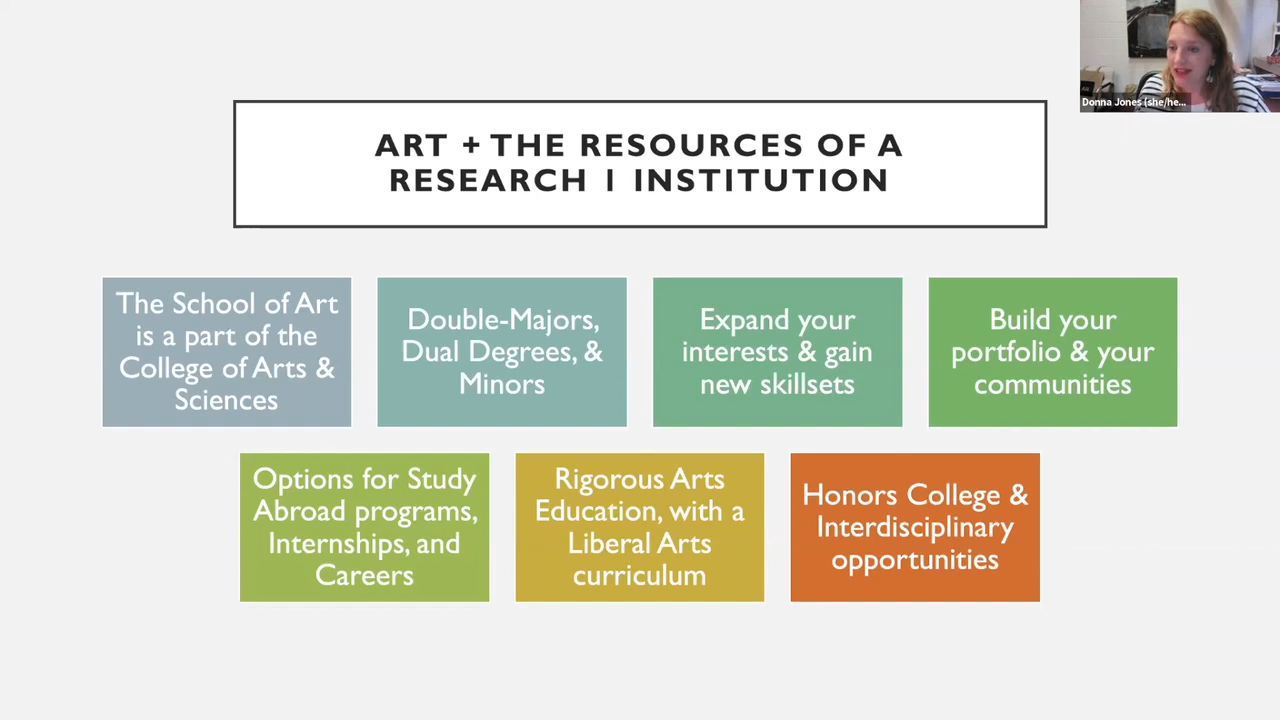 Donna Jones (she/he...
ART + THE RESOURCES OF A
RESEARCH I INSTITUTION
The School of Art
is a part of the
College of Arts &
Sciences
Double-Majors,
Dual Degrees, &
Minors
Expand your
interests & gain
new skillsets
Build your
portfolio & your
communities
Options for Study
Abroad programs,
Internships, and
Careers
Rigorous Arts
Education, with a
Liberal Arts
curriculum
Honors College &
Interdisciplinary
opportunities